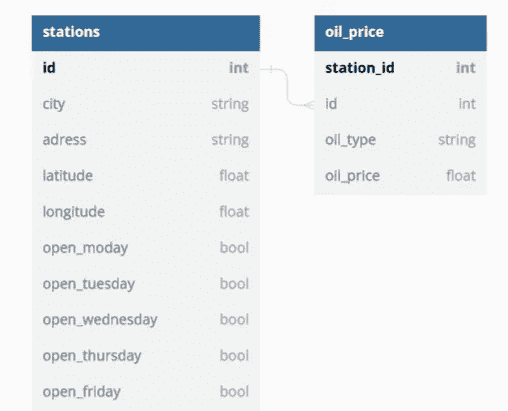 stations
id int
city string
adress string
latitude float
longitude float
open_moday bool
open_tuesday bool
open_wednesday bool
open_thursday bool
open_friday bool
oil_price
station_id int
id int
oil_type string
oil_price float